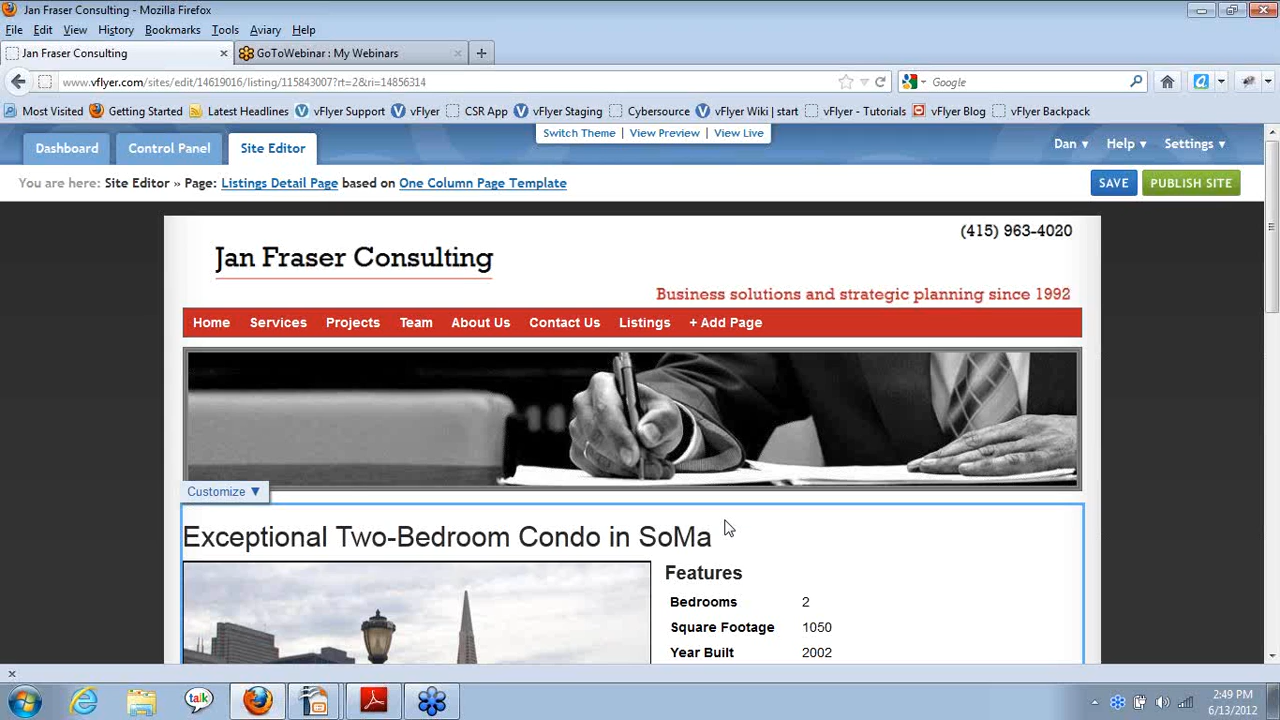 Jan Fraser Consulting - Mozilla Firefox
File Edit View History Bookmarks Tools Aviary Help
Jan Fraser Consulting GoToWebinar : My Webinars
www.vflyer.com/sites/edit/14619016/listing/115843007?rt=2&ri=14856314 Google
Most Visited Getting Started Latest Headlines vFlyer Support vFlyer CSR App vFlyer Staging Cybersource vFlyer Wiki | start vFlyer - Tutorials vFlyer Blog vFlyer Backpack
Switch Theme | View Preview | View Live
Dashboard Control Panel Site Editor Dan ▼ Help ▼ Settings ▼
You are here: Site Editor » Page: Listings Detail Page based on One Column Page Template SAVE PUBLISH SITE
(415) 963-4020
Jan Fraser Consulting
Business solutions and strategic planning since 1992
Home Services Projects Team About Us Contact Us Listings + Add Page
Customize ▼
Exceptional Two-Bedroom Condo in SoMa
Features
Bedrooms 2
Square Footage 1050
Year Built 2002
talk
2:49 PM
6/13/2012